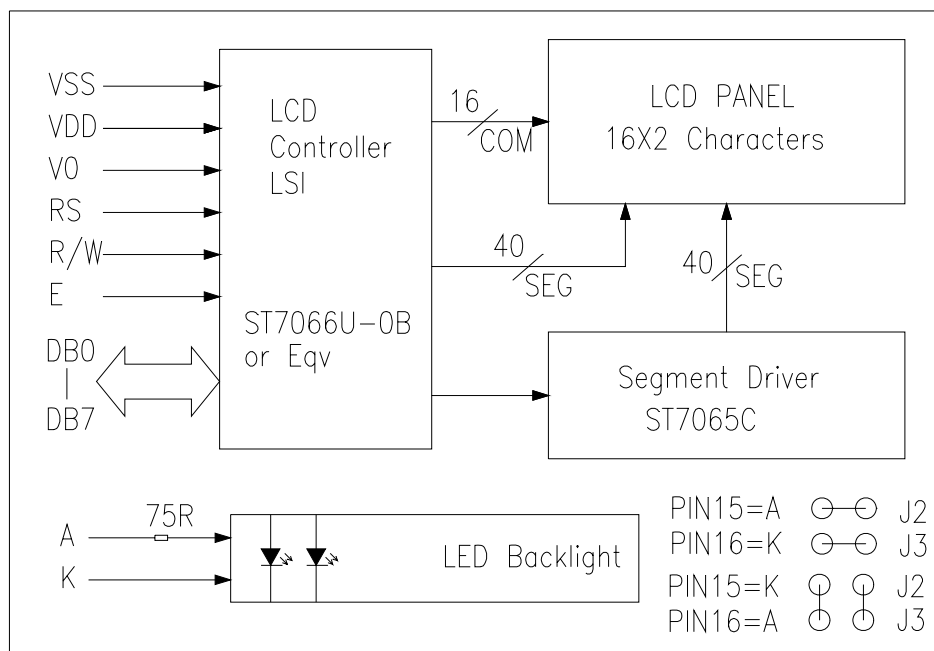 VSS
VDD
V0
RS
R/W
E
DB0
DB7
LCD
Controller
LSI
ST7066U-0B
or Eqv
16
COM
40
SEG
40
SEG
LCD PANEL
16X2 Characters
Segment Driver
ST7065C
A
75R
K
LED Backlight
PIN15=A J2
PIN16=K J3
PIN15=K J2
PIN16=A J3